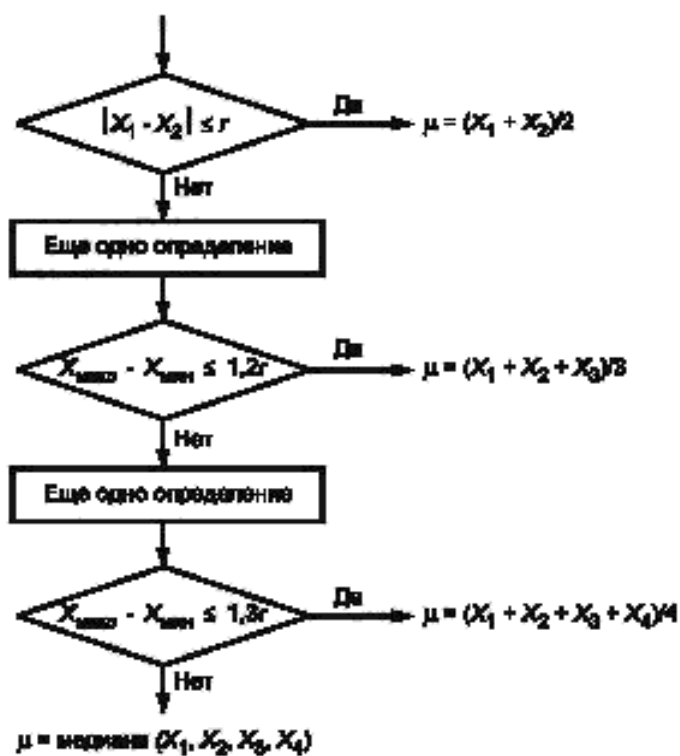 |X₁ - X₂| ≤ r
Да
μ = (X₁ + X₂)/2
Нет
Еще одно определение
Xмакс - Xмин ≤ 1,2r
Да
μ = (X₁ + X₂ + X₃)/3
Нет
Еще одно определение
Xмакс - Xмин ≤ 1,3r
Да
μ = (X₁ + X₂ + X₃ + X₄)/4
Нет
μ = медиана (X₁, X₂, X₃, X₄)